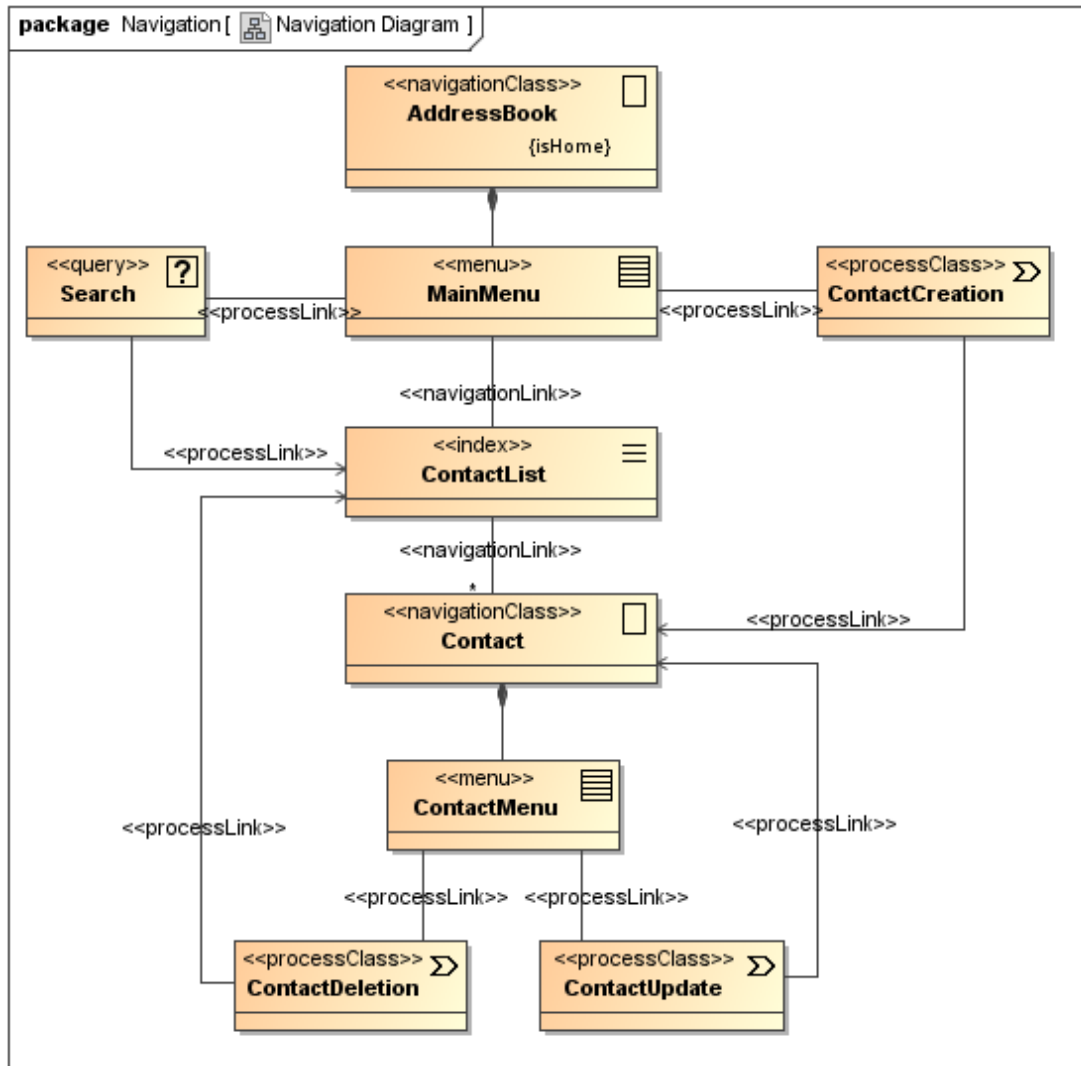 package Navigation [ Navigation Diagram ]
<<navigationClass>>
AddressBook
{isHome}
<<query>>
Search
?
<<processLink>>
<<menu>>
MainMenu
<<processLink>>
<<processClass>>
ContactCreation
<<navigationLink>>
<<processLink>>
<<index>>
ContactList
<<navigationLink>>
*
<<navigationClass>>
Contact
<<processLink>>
<<menu>>
ContactMenu
<<processLink>>
<<processLink>>
<<processLink>>
<<processLink>>
<<processClass>>
ContactDeletion
<<processClass>>
ContactUpdate